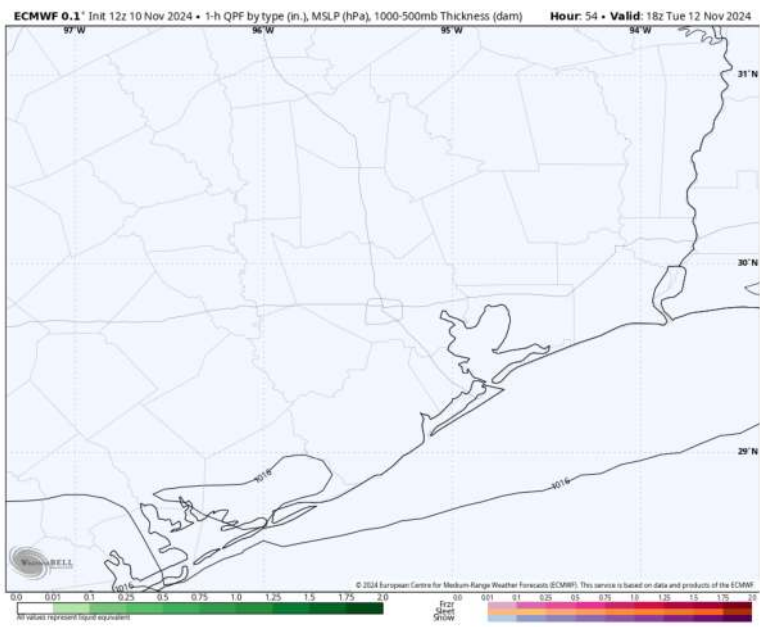 ECMWF 0.1° Init 12z 10 Nov 2024 • 1-h QPF by type (in.), MSLP (hPa), 1000-500mb Thickness (dam) Hour: 54 • Valid: 18z Tue 12 Nov 2024
97°W 96°W 95°W 94°W
31°N
30°N
29°N
1016
1016
1016
WeatherBELL
© 2024 European Centre for Medium-Range Weather Forecasts (ECMWF). This service is based on data and products of the ECMWF
0.0 0.01 0.1 0.25 0.5 0.75 1.0 1.25 1.5 1.75 2.0
All values represent liquid equivalent
0.0 0.01 0.1 0.25 0.5 0.75 1.0 1.25 1.5 1.75 2.0
Frzr
Sleet
Snow